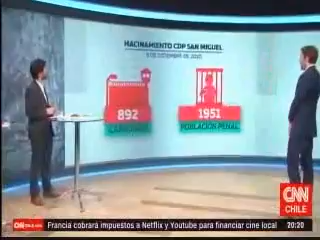 HACINAMIENTO CDP SAN MIGUEL
892
1951
POBLACIÓN PENAL
CNN
CHILE
CNN
Francia cobrará impuestos a Netflix y Youtube para financiar cine local
20:20